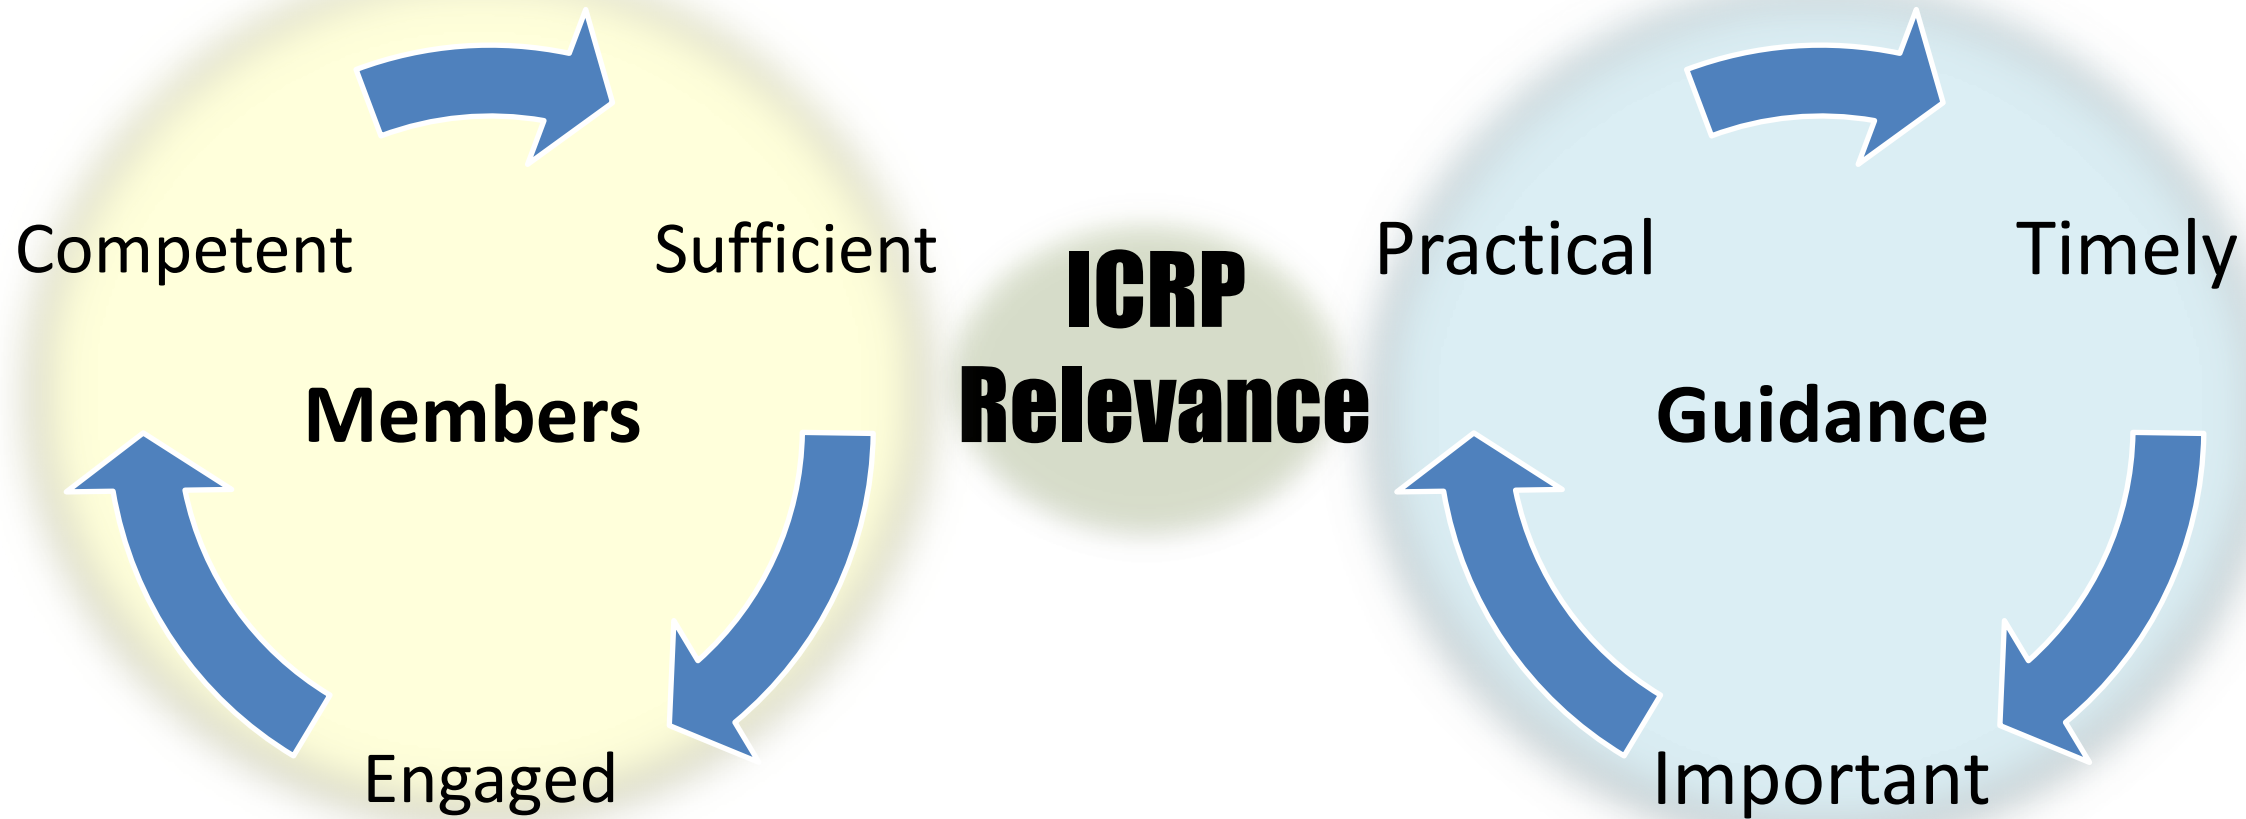 Competent
Sufficient
Members
Engaged
ICRP
Relevance
Practical
Timely
Guidance
Important